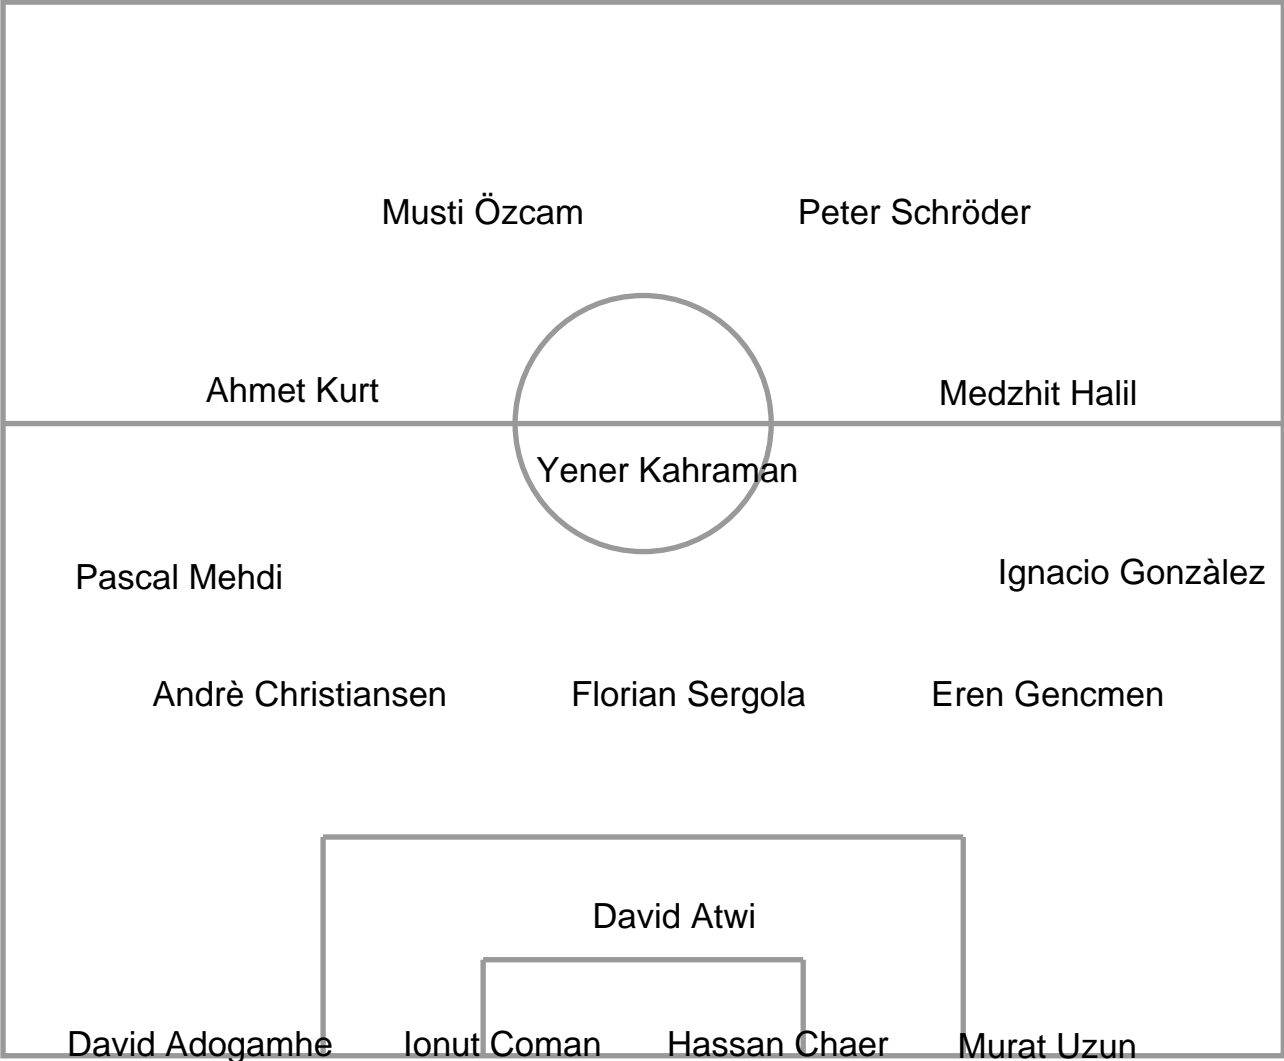 Musti Özcam
Peter Schröder
Ahmet Kurt
Medzhit Halil
Yener Kahraman
Pascal Mehdi
Ignacio Gonzàlez
Andrè Christiansen
Florian Sergola
Eren Gencmen
David Atwi
David Adogamhe
Ionut Coman
Hassan Chaer
Murat Uzun